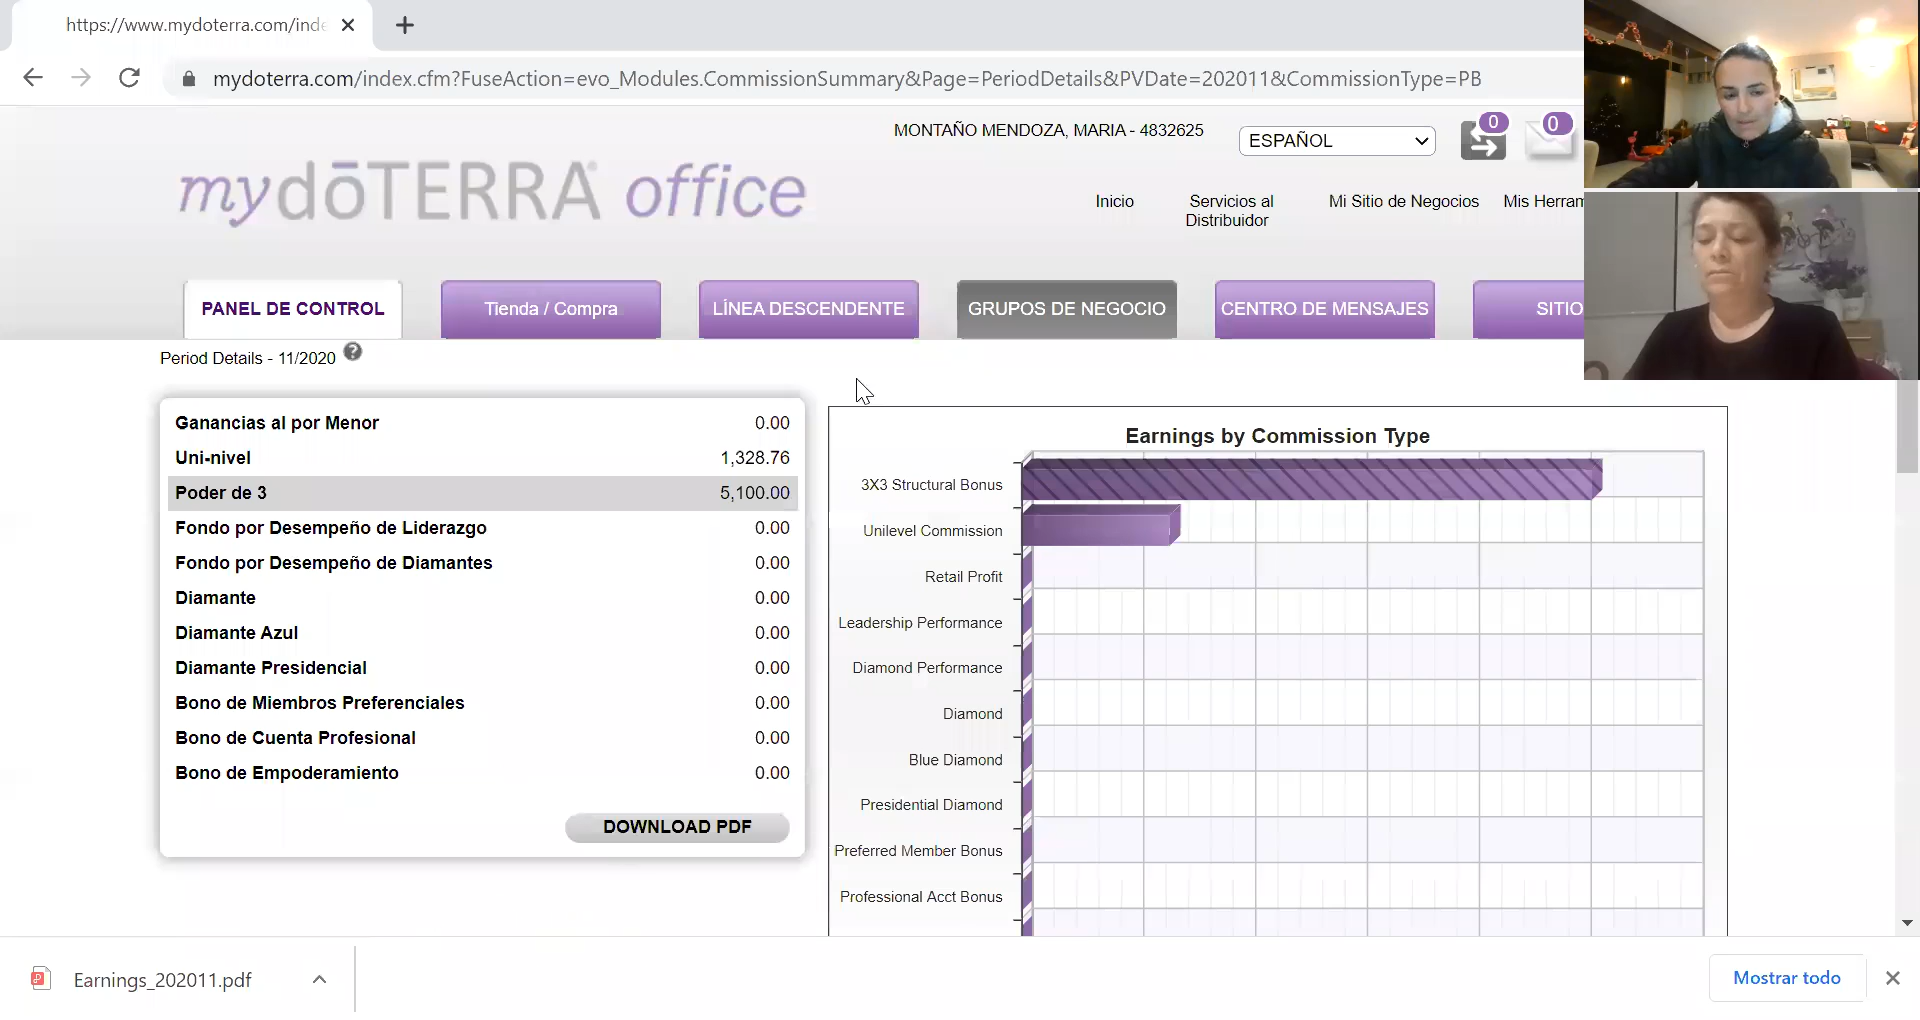 https://www.mydoterra.com/inde
mydoterra.com/index.cfm?FuseAction=evo_Modules.CommissionSummary&Page=PeriodDetails&PVDate=202011&CommissionType=PB
MONTAÑO MENDOZA, MARIA - 4832625
ESPAÑOL
0
0
mydōTERRA® office
Inicio
Servicios al
Distribuidor
Mi Sitio de Negocios
Mis Herram
PANEL DE CONTROL
Tienda / Compra
LÍNEA DESCENDENTE
GRUPOS DE NEGOCIO
CENTRO DE MENSAJES
SITIO
Period Details - 11/2020 ?
Ganancias al por Menor 0.00
Uni-nivel 1,328.76
Poder de 3 5,100.00
Fondo por Desempeño de Liderazgo 0.00
Fondo por Desempeño de Diamantes 0.00
Diamante 0.00
Diamante Azul 0.00
Diamante Presidencial 0.00
Bono de Miembros Preferenciales 0.00
Bono de Cuenta Profesional 0.00
Bono de Empoderamiento 0.00
DOWNLOAD PDF
Earnings by Commission Type
3X3 Structural Bonus
Unilevel Commission
Retail Profit
Leadership Performance
Diamond Performance
Diamond
Blue Diamond
Presidential Diamond
Preferred Member Bonus
Professional Acct Bonus
Earnings_202011.pdf
Mostrar todo